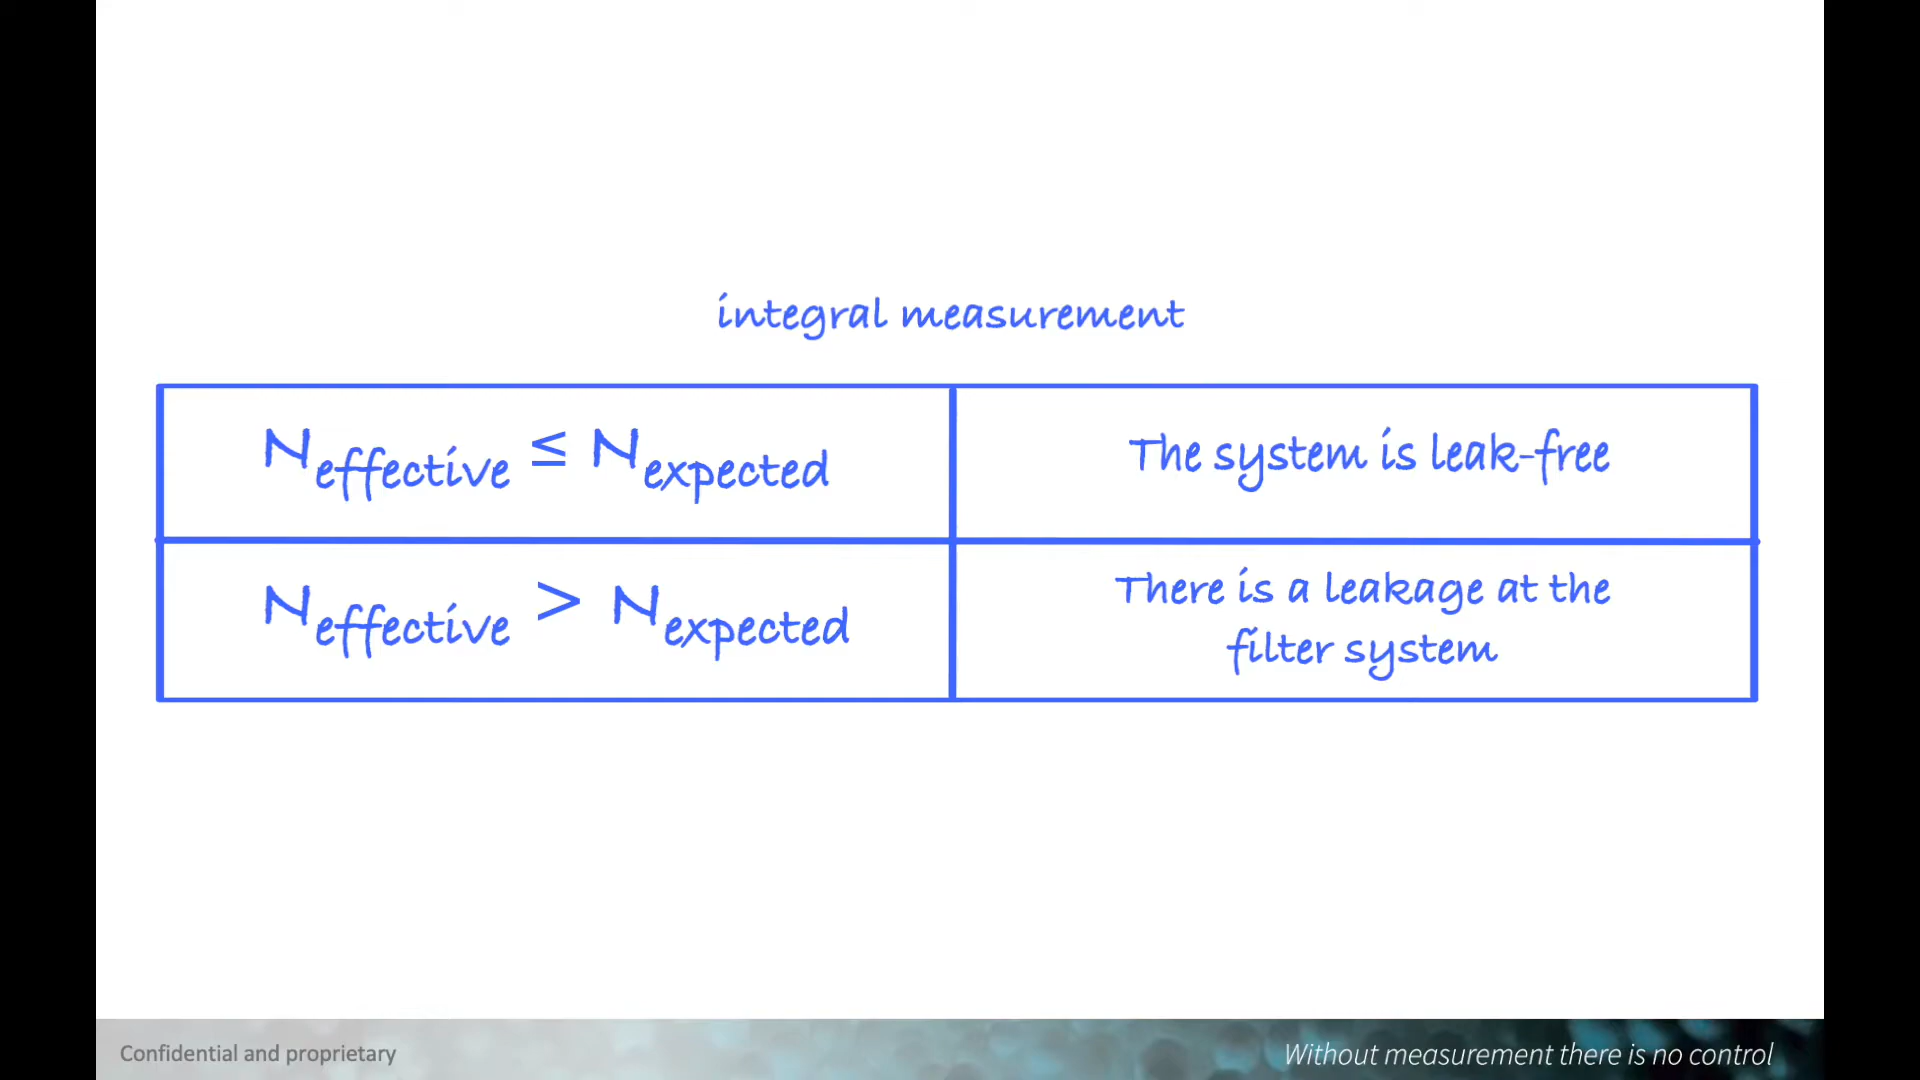 integral measurement
Neffective ≤ Nexpected
The system is leak-free
Neffective > Nexpected
There is a leakage at the
filter system
Confidential and proprietary
Without measurement there is no control